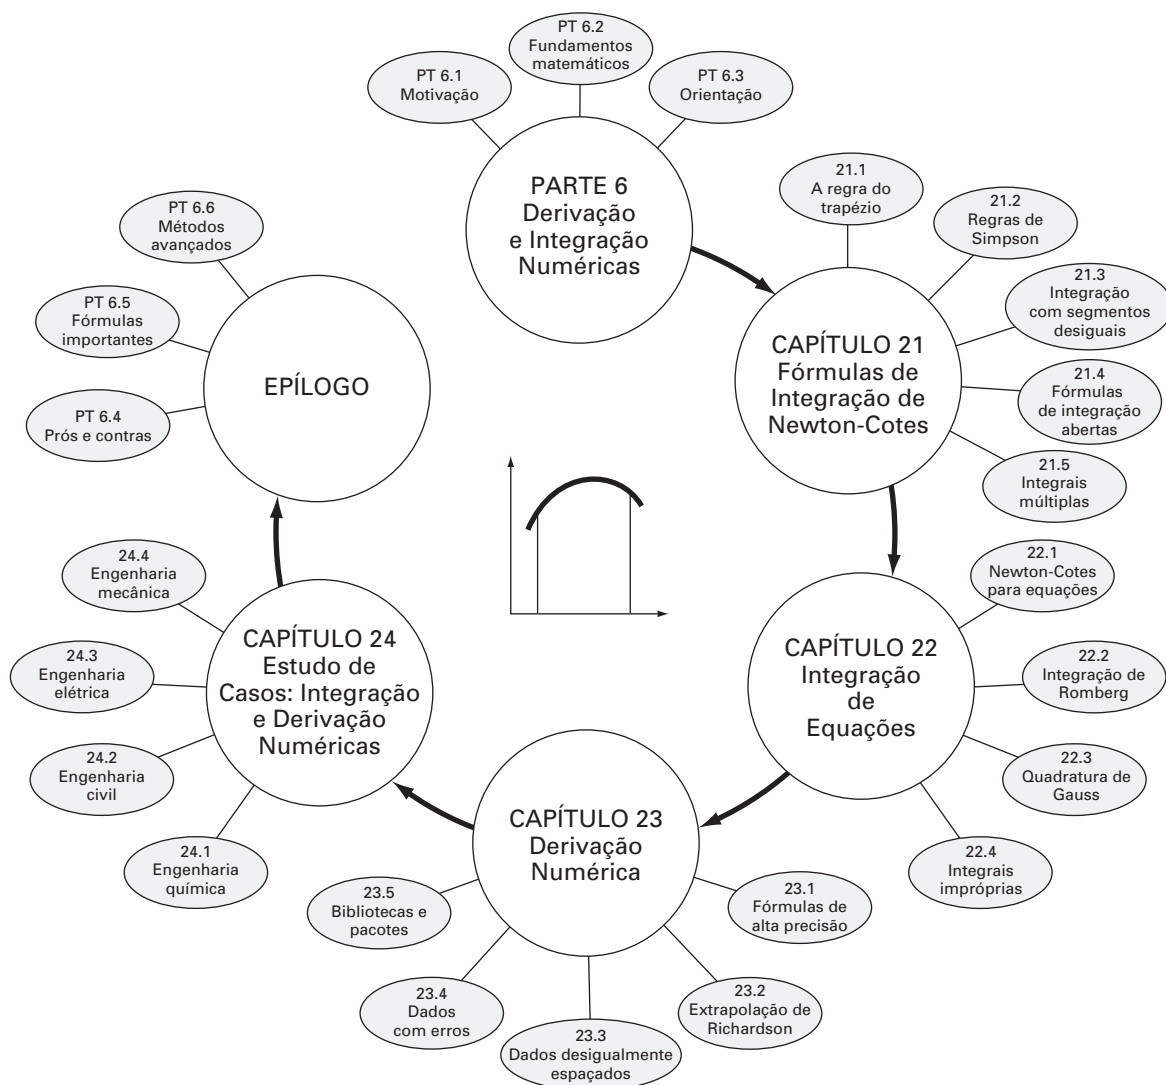 PT 6.1
Motivação
PT 6.2
Fundamentos
matemáticos
PT 6.3
Orientação
PARTE 6
Derivação
e Integração
Numéricas
21.1
A regra do
trapézio
21.2
Regras de
Simpson
21.3
Integração
com segmentos
desiguais
21.4
Fórmulas
de integração
abertas
21.5
Integrais
múltiplas
CAPÍTULO 21
Fórmulas de
Integração de
Newton-Cotes
22.1
Newton-Cotes
para equações
22.2
Integração de
Romberg
22.3
Quadratura de
Gauss
22.4
Integrais
impróprias
CAPÍTULO 22
Integração
de
Equações
CAPÍTULO 23
Derivação
Numérica
23.1
Fórmulas de
alta precisão
23.2
Extrapolação de
Richardson
23.3
Dados desigualmente
espaçados
23.4
Dados
com erros
23.5
Bibliotecas e
pacotes
CAPÍTULO 24
Estudo de
Casos: Integração
e Derivação
Numéricas
24.1
Engenharia
química
24.2
Engenharia
civil
24.3
Engenharia
elétrica
24.4
Engenharia
mecânica
EPÍLOGO
PT 6.4
Prós e contras
PT 6.5
Fórmulas
importantes
PT 6.6
Métodos
avançados